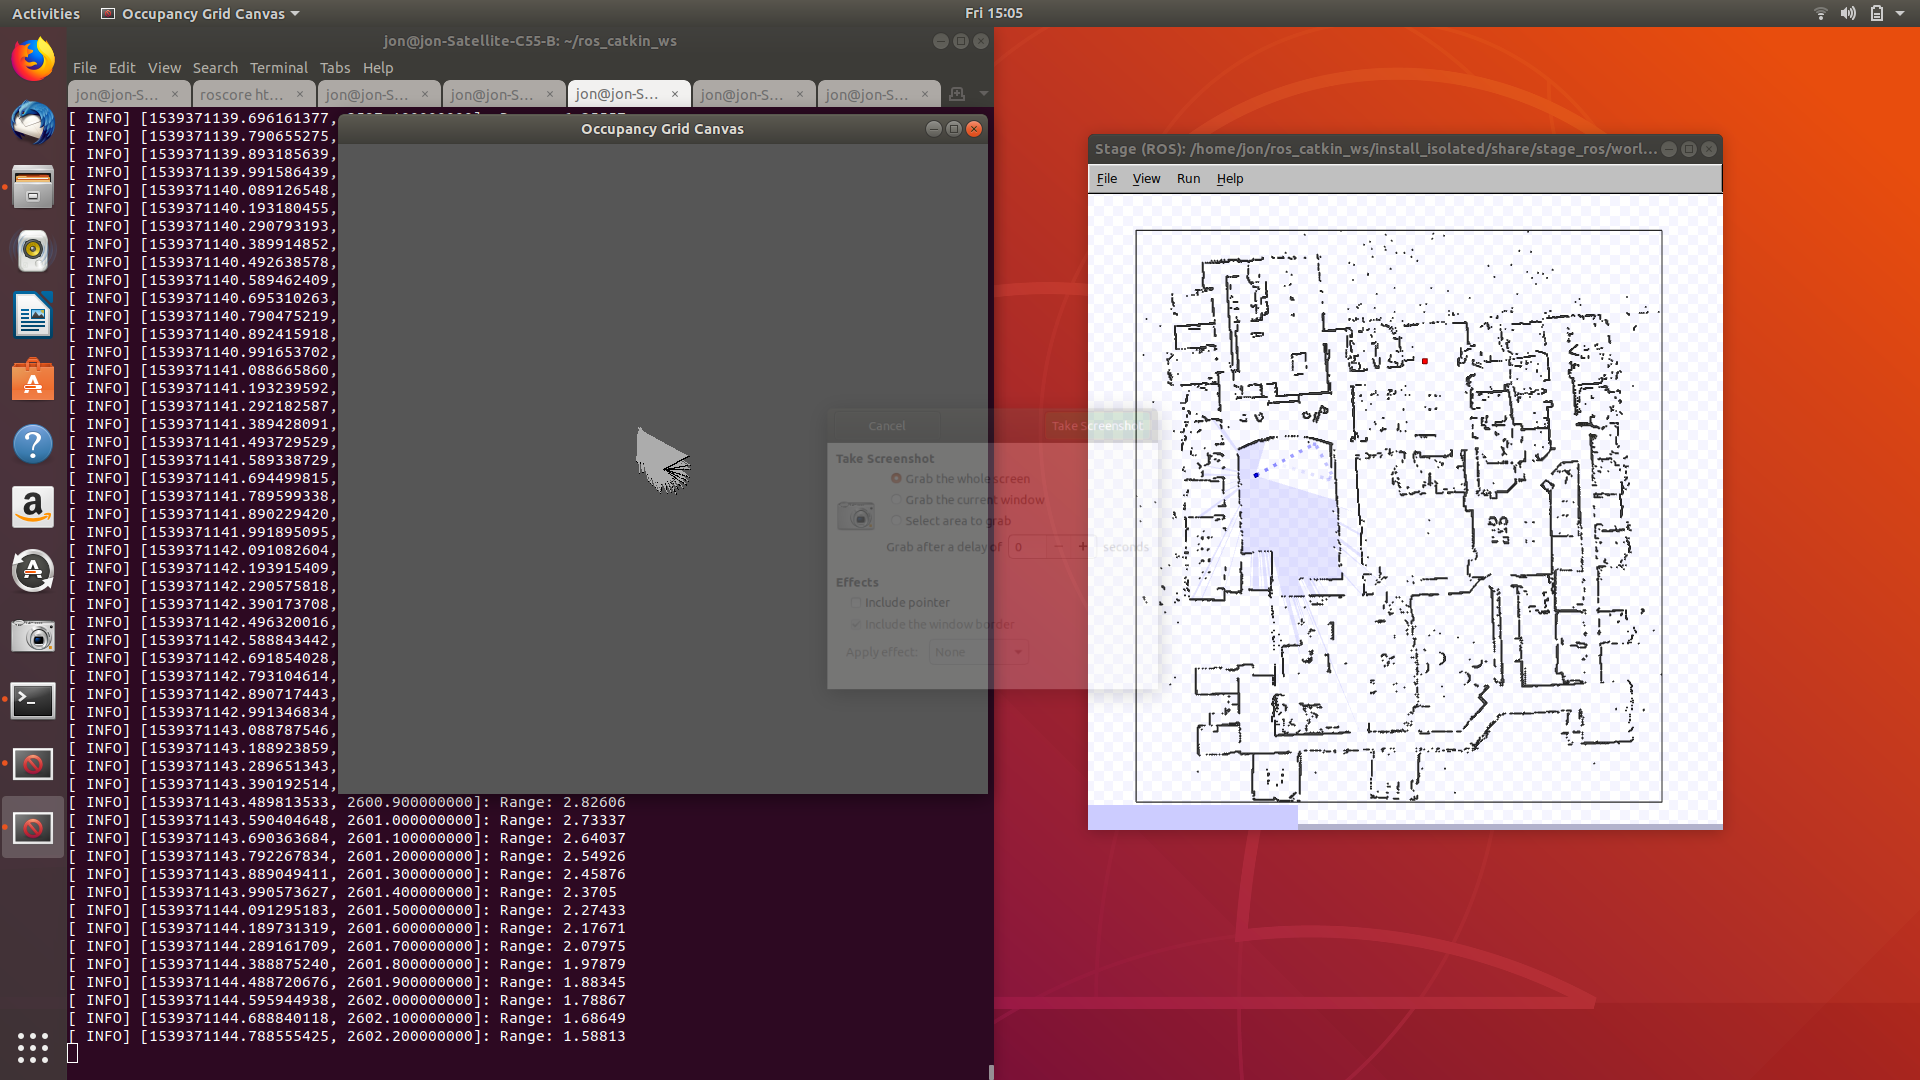 Activities Occupancy Grid Canvas Fri 15:05
jon@jon-Satellite-C55-B: ~/ros_catkin_ws
File Edit View Search Terminal Tabs Help
jon@jon-S... × roscore ht... × jon@jon-S... × jon@jon-S... × jon@jon-S... × jon@jon-S... × jon@jon-S... ×
[ INFO] [1539371139.696161377,
[ INFO] [1539371139.790655275,
[ INFO] [1539371139.893185639,
[ INFO] [1539371139.991586439,
[ INFO] [1539371140.089126548,
[ INFO] [1539371140.193180455,
[ INFO] [1539371140.290793193,
[ INFO] [1539371140.389914852,
[ INFO] [1539371140.492638578,
[ INFO] [1539371140.589462409,
[ INFO] [1539371140.695310263,
[ INFO] [1539371140.790475219,
[ INFO] [1539371140.892415918,
[ INFO] [1539371140.991653702,
[ INFO] [1539371141.088665860,
[ INFO] [1539371141.193239592,
[ INFO] [1539371141.292182587,
[ INFO] [1539371141.389428091,
[ INFO] [1539371141.493729529,
[ INFO] [1539371141.589338729,
[ INFO] [1539371141.694499815,
[ INFO] [1539371141.789599338,
[ INFO] [1539371141.890229420,
[ INFO] [1539371141.991895095,
[ INFO] [1539371142.091082604,
[ INFO] [1539371142.193915409,
[ INFO] [1539371142.290575818,
[ INFO] [1539371142.390173708,
[ INFO] [1539371142.496320016,
[ INFO] [1539371142.588843442,
[ INFO] [1539371142.691854028,
[ INFO] [1539371142.793104614,
[ INFO] [1539371142.890717443,
[ INFO] [1539371142.991346834,
[ INFO] [1539371143.088787546,
[ INFO] [1539371143.188923859,
[ INFO] [1539371143.289651343,
[ INFO] [1539371143.390192514,
[ INFO] [1539371143.489813533, 2600.900000000]: Range: 2.82606
[ INFO] [1539371143.590404648, 2601.000000000]: Range: 2.73337
[ INFO] [1539371143.690363684, 2601.100000000]: Range: 2.64037
[ INFO] [1539371143.792267834, 2601.200000000]: Range: 2.54926
[ INFO] [1539371143.889049411, 2601.300000000]: Range: 2.45876
[ INFO] [1539371143.990573627, 2601.400000000]: Range: 2.3705
[ INFO] [1539371144.091295183, 2601.500000000]: Range: 2.27433
[ INFO] [1539371144.189731319, 2601.600000000]: Range: 2.17671
[ INFO] [1539371144.289161709, 2601.700000000]: Range: 2.07975
[ INFO] [1539371144.388875240, 2601.800000000]: Range: 1.97879
[ INFO] [1539371144.488720676, 2601.900000000]: Range: 1.88345
[ INFO] [1539371144.595944938, 2602.000000000]: Range: 1.78867
[ INFO] [1539371144.688840118, 2602.100000000]: Range: 1.68649
[ INFO] [1539371144.788555425, 2602.200000000]: Range: 1.58813
Occupancy Grid Canvas
Cancel Take Screenshot
Take Screenshot
Grab the whole screen
Grab the current window
Select area to grab
Grab after a delay of 0 − + seconds
Effects
Include pointer
Include the window border
Apply effect: None
Stage (ROS): /home/jon/ros_catkin_ws/install_isolated/share/stage_ros/worl...
File View Run Help